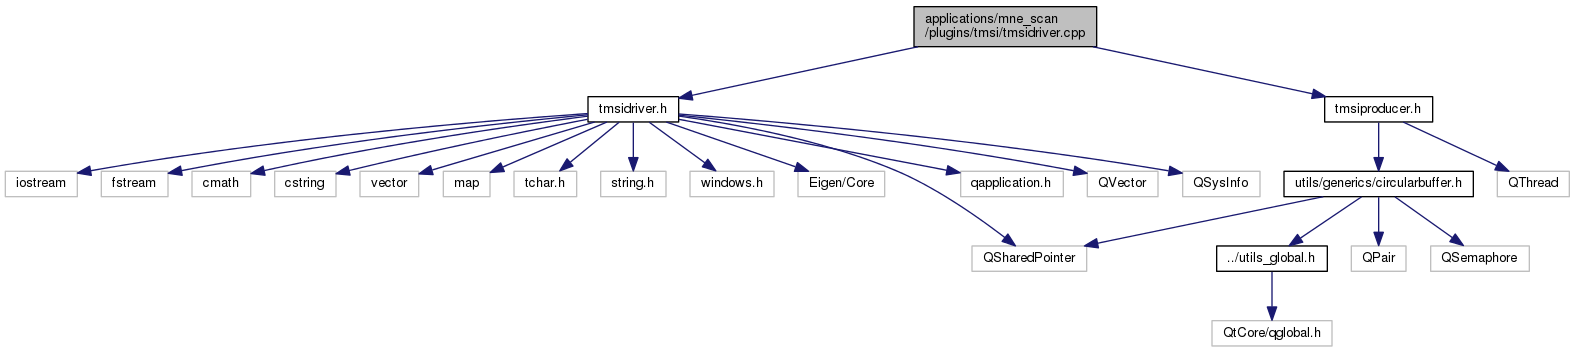 applications/mne_scan
/plugins/tmsi/tmsidriver.cpp
tmsidriver.h
tmsiproducer.h
iostream
fstream
cmath
cstring
vector
map
tchar.h
string.h
windows.h
Eigen/Core
qapplication.h
QVector
QSysInfo
utils/generics/circularbuffer.h
QThread
QSharedPointer
../utils_global.h
QPair
QSemaphore
QtCore/qglobal.h